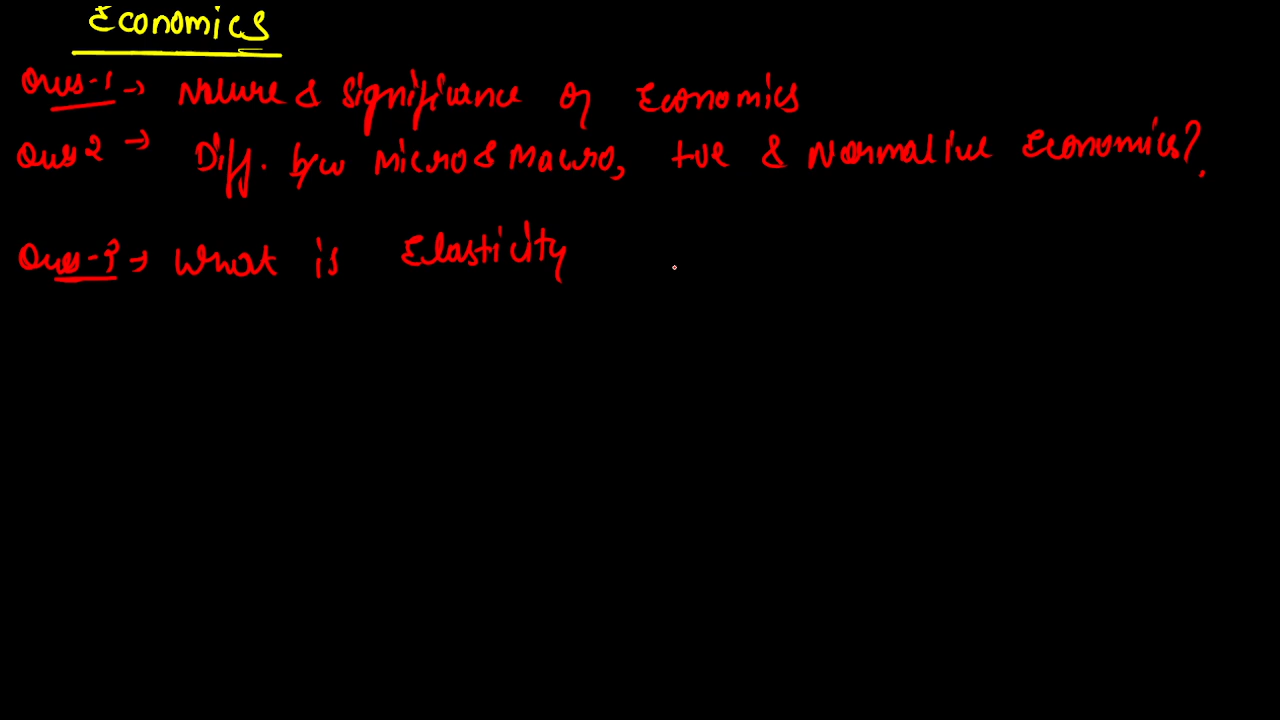 Economics
Ques-1 → Nature & Significance of Economics
Ques 2 → Diff. b/w Micro & Macro, +ve & Normative Economics?
Ques-3 → What is Elasticity